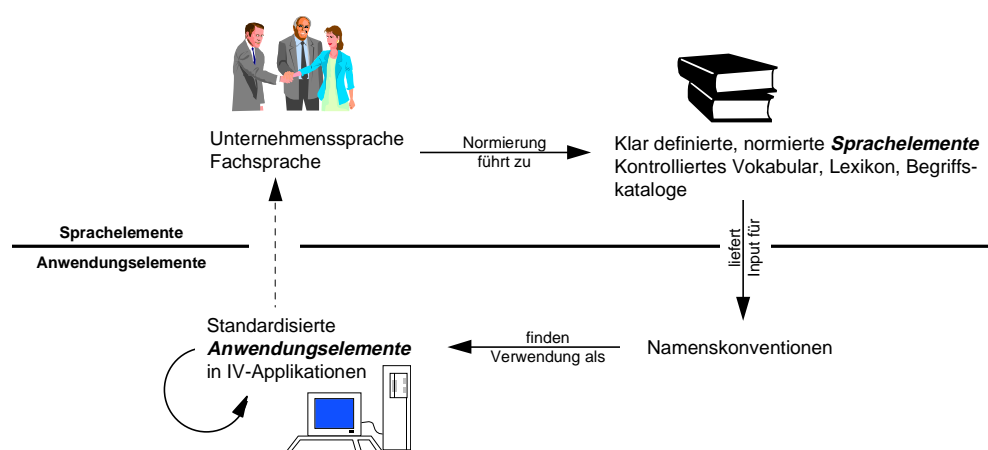 Unternehmenssprache
Fachsprache
Normierung
führt zu
Klar definierte, normierte Sprachelemente
Kontrolliertes Vokabular, Lexikon, Begriffs-
kataloge
Sprachelemente
Anwendungselemente
liefert
Input für
Standardisierte
Anwendungselemente
in IV-Applikationen
finden
Verwendung als
Namenskonventionen